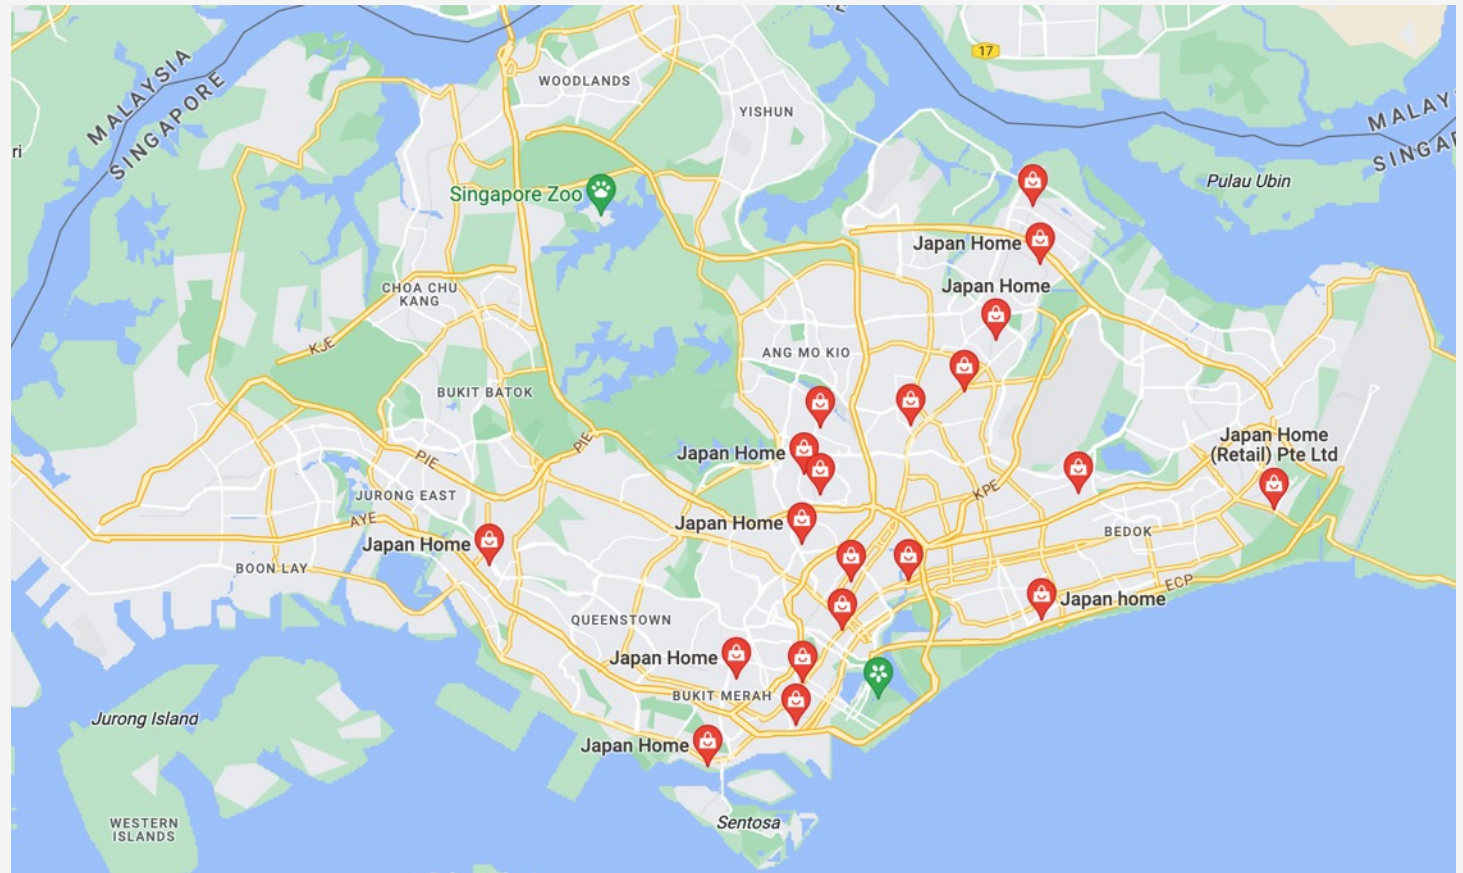 MALAYSIA
SINGAPORE
ri
WOODLANDS
YISHUN
17
MALAY
SINGAP
Pulau Ubin
Singapore Zoo
Japan Home
Japan Home
CHOA CHU
KANG
KJE
ANG MO KIO
BUKIT BATOK
PIE
PIE
Japan Home
Japan Home
(Retail) Pte Ltd
JURONG EAST
KPE
AYE
Japan Home
Japan Home
BEDOK
BOON LAY
ECP
Japan home
QUEENSTOWN
Japan Home
BUKIT MERAH
Jurong Island
Japan Home
WESTERN
ISLANDS
Sentosa